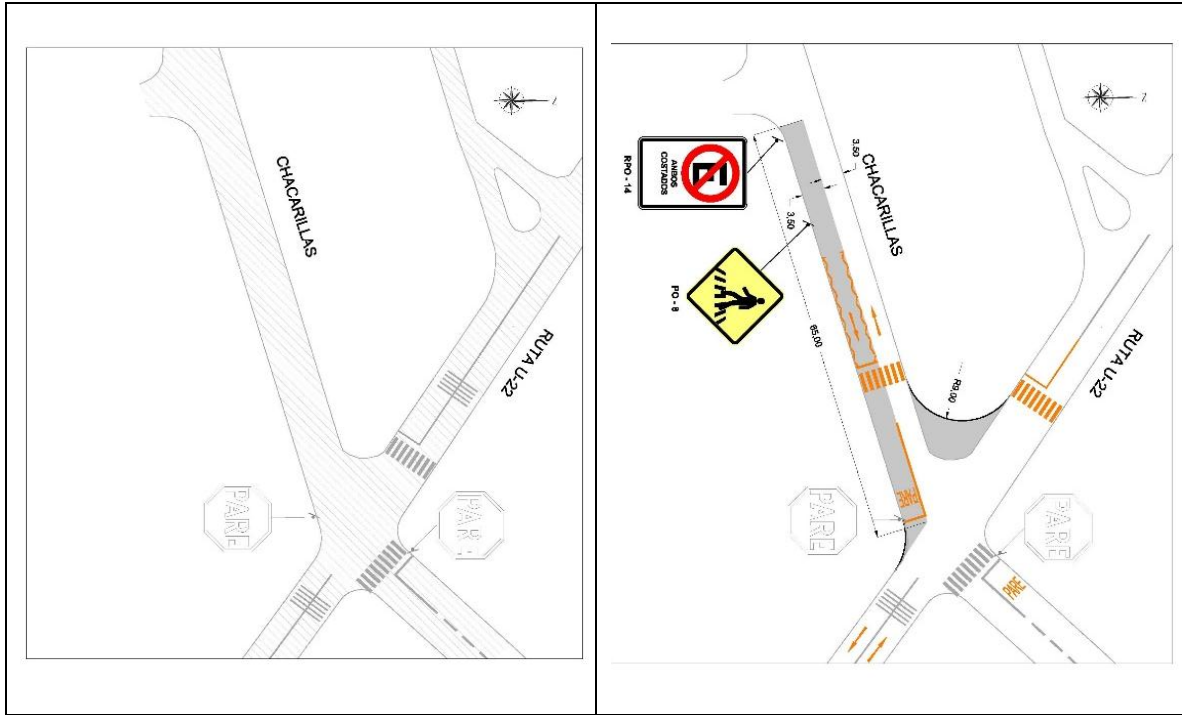 CHACARILLAS
RUTA U-22
PARE
PARE
Z
CHACARILLAS
RUTA U-22
3.50
3.50
65.00
R9.00
E
AMBOS
COSTADOS
RPO - 14
PO - 8
PARE
PARE
PARE
PARE
Z